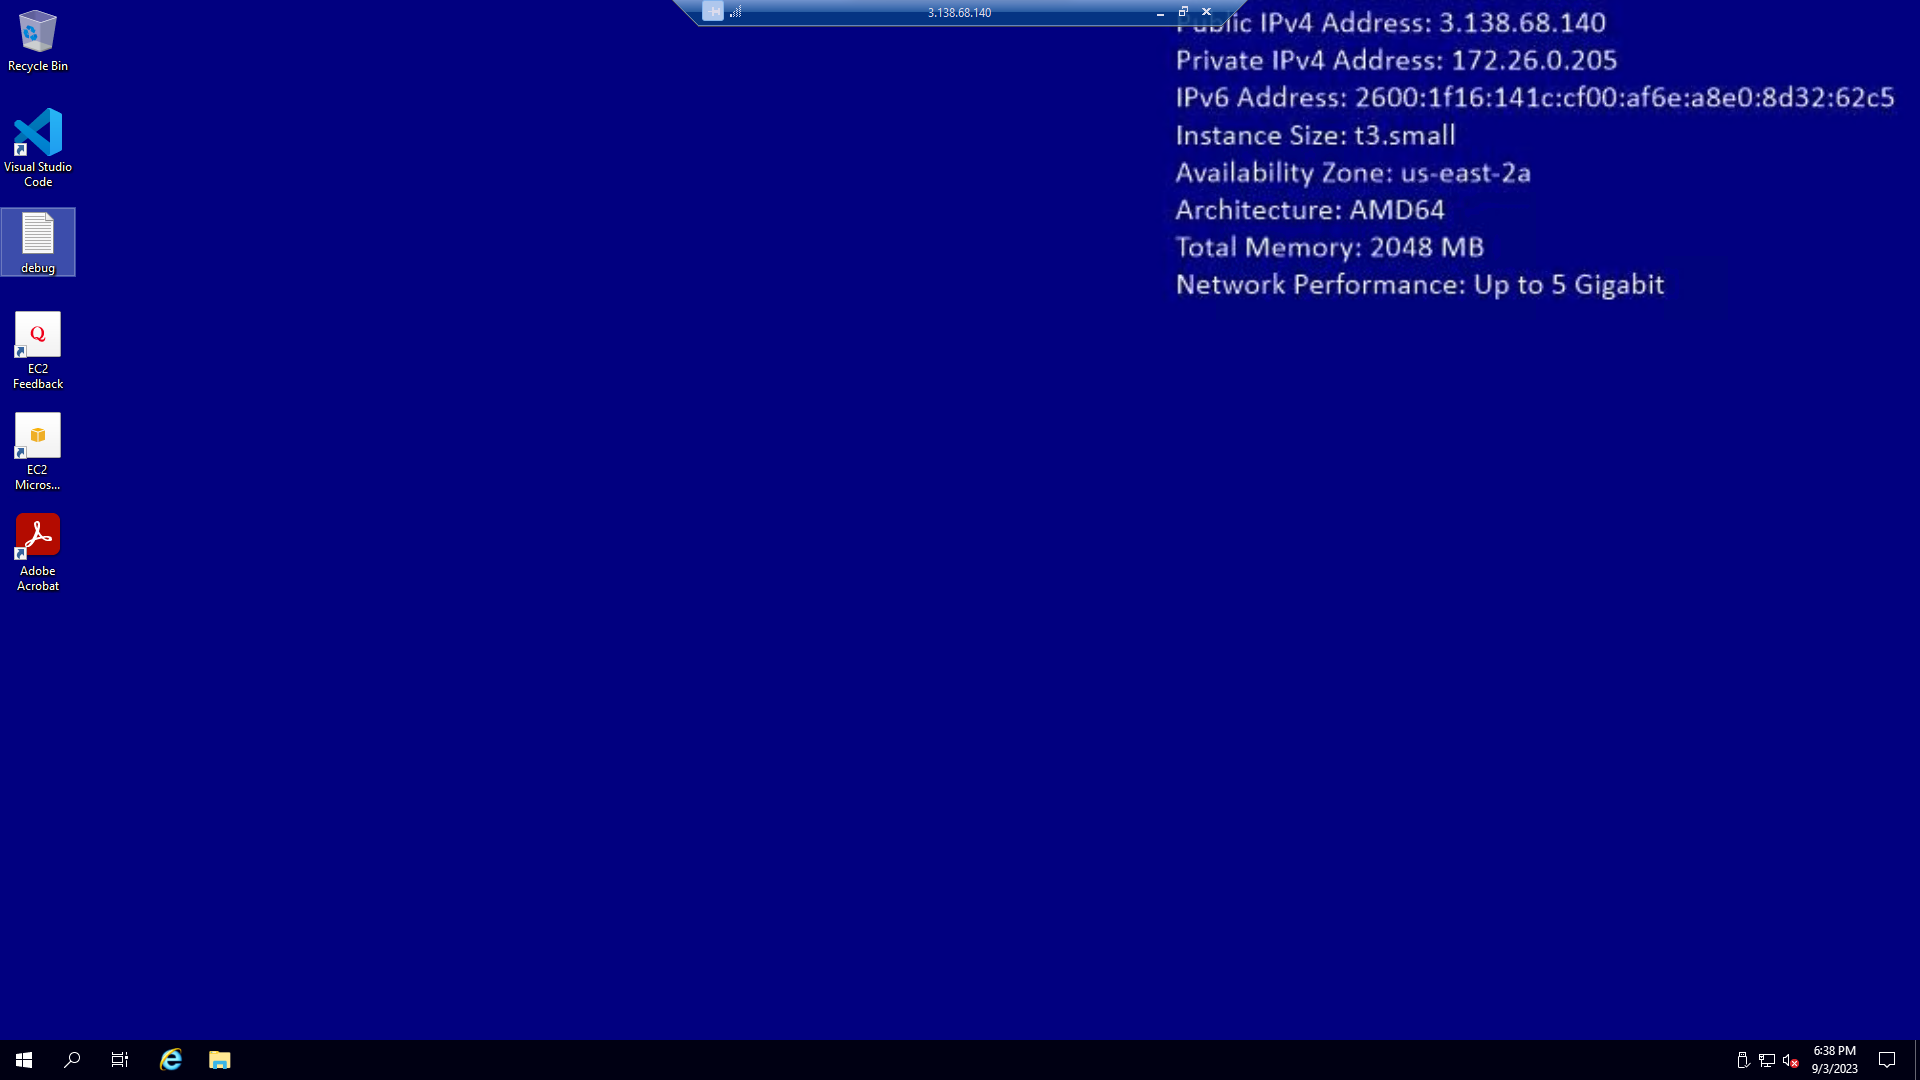 3.138.68.140
Public IPv4 Address: 3.138.68.140
Private IPv4 Address: 172.26.0.205
IPv6 Address: 2600:1f16:141c:cf00:af6e:a8e0:8d32:62c5
Instance Size: t3.small
Availability Zone: us-east-2a
Architecture: AMD64
Total Memory: 2048 MB
Network Performance: Up to 5 Gigabit
Recycle Bin
Visual Studio
Code
debug
Q
EC2
Feedback
EC2
Micros...
Adobe
Acrobat
6:38 PM
9/3/2023